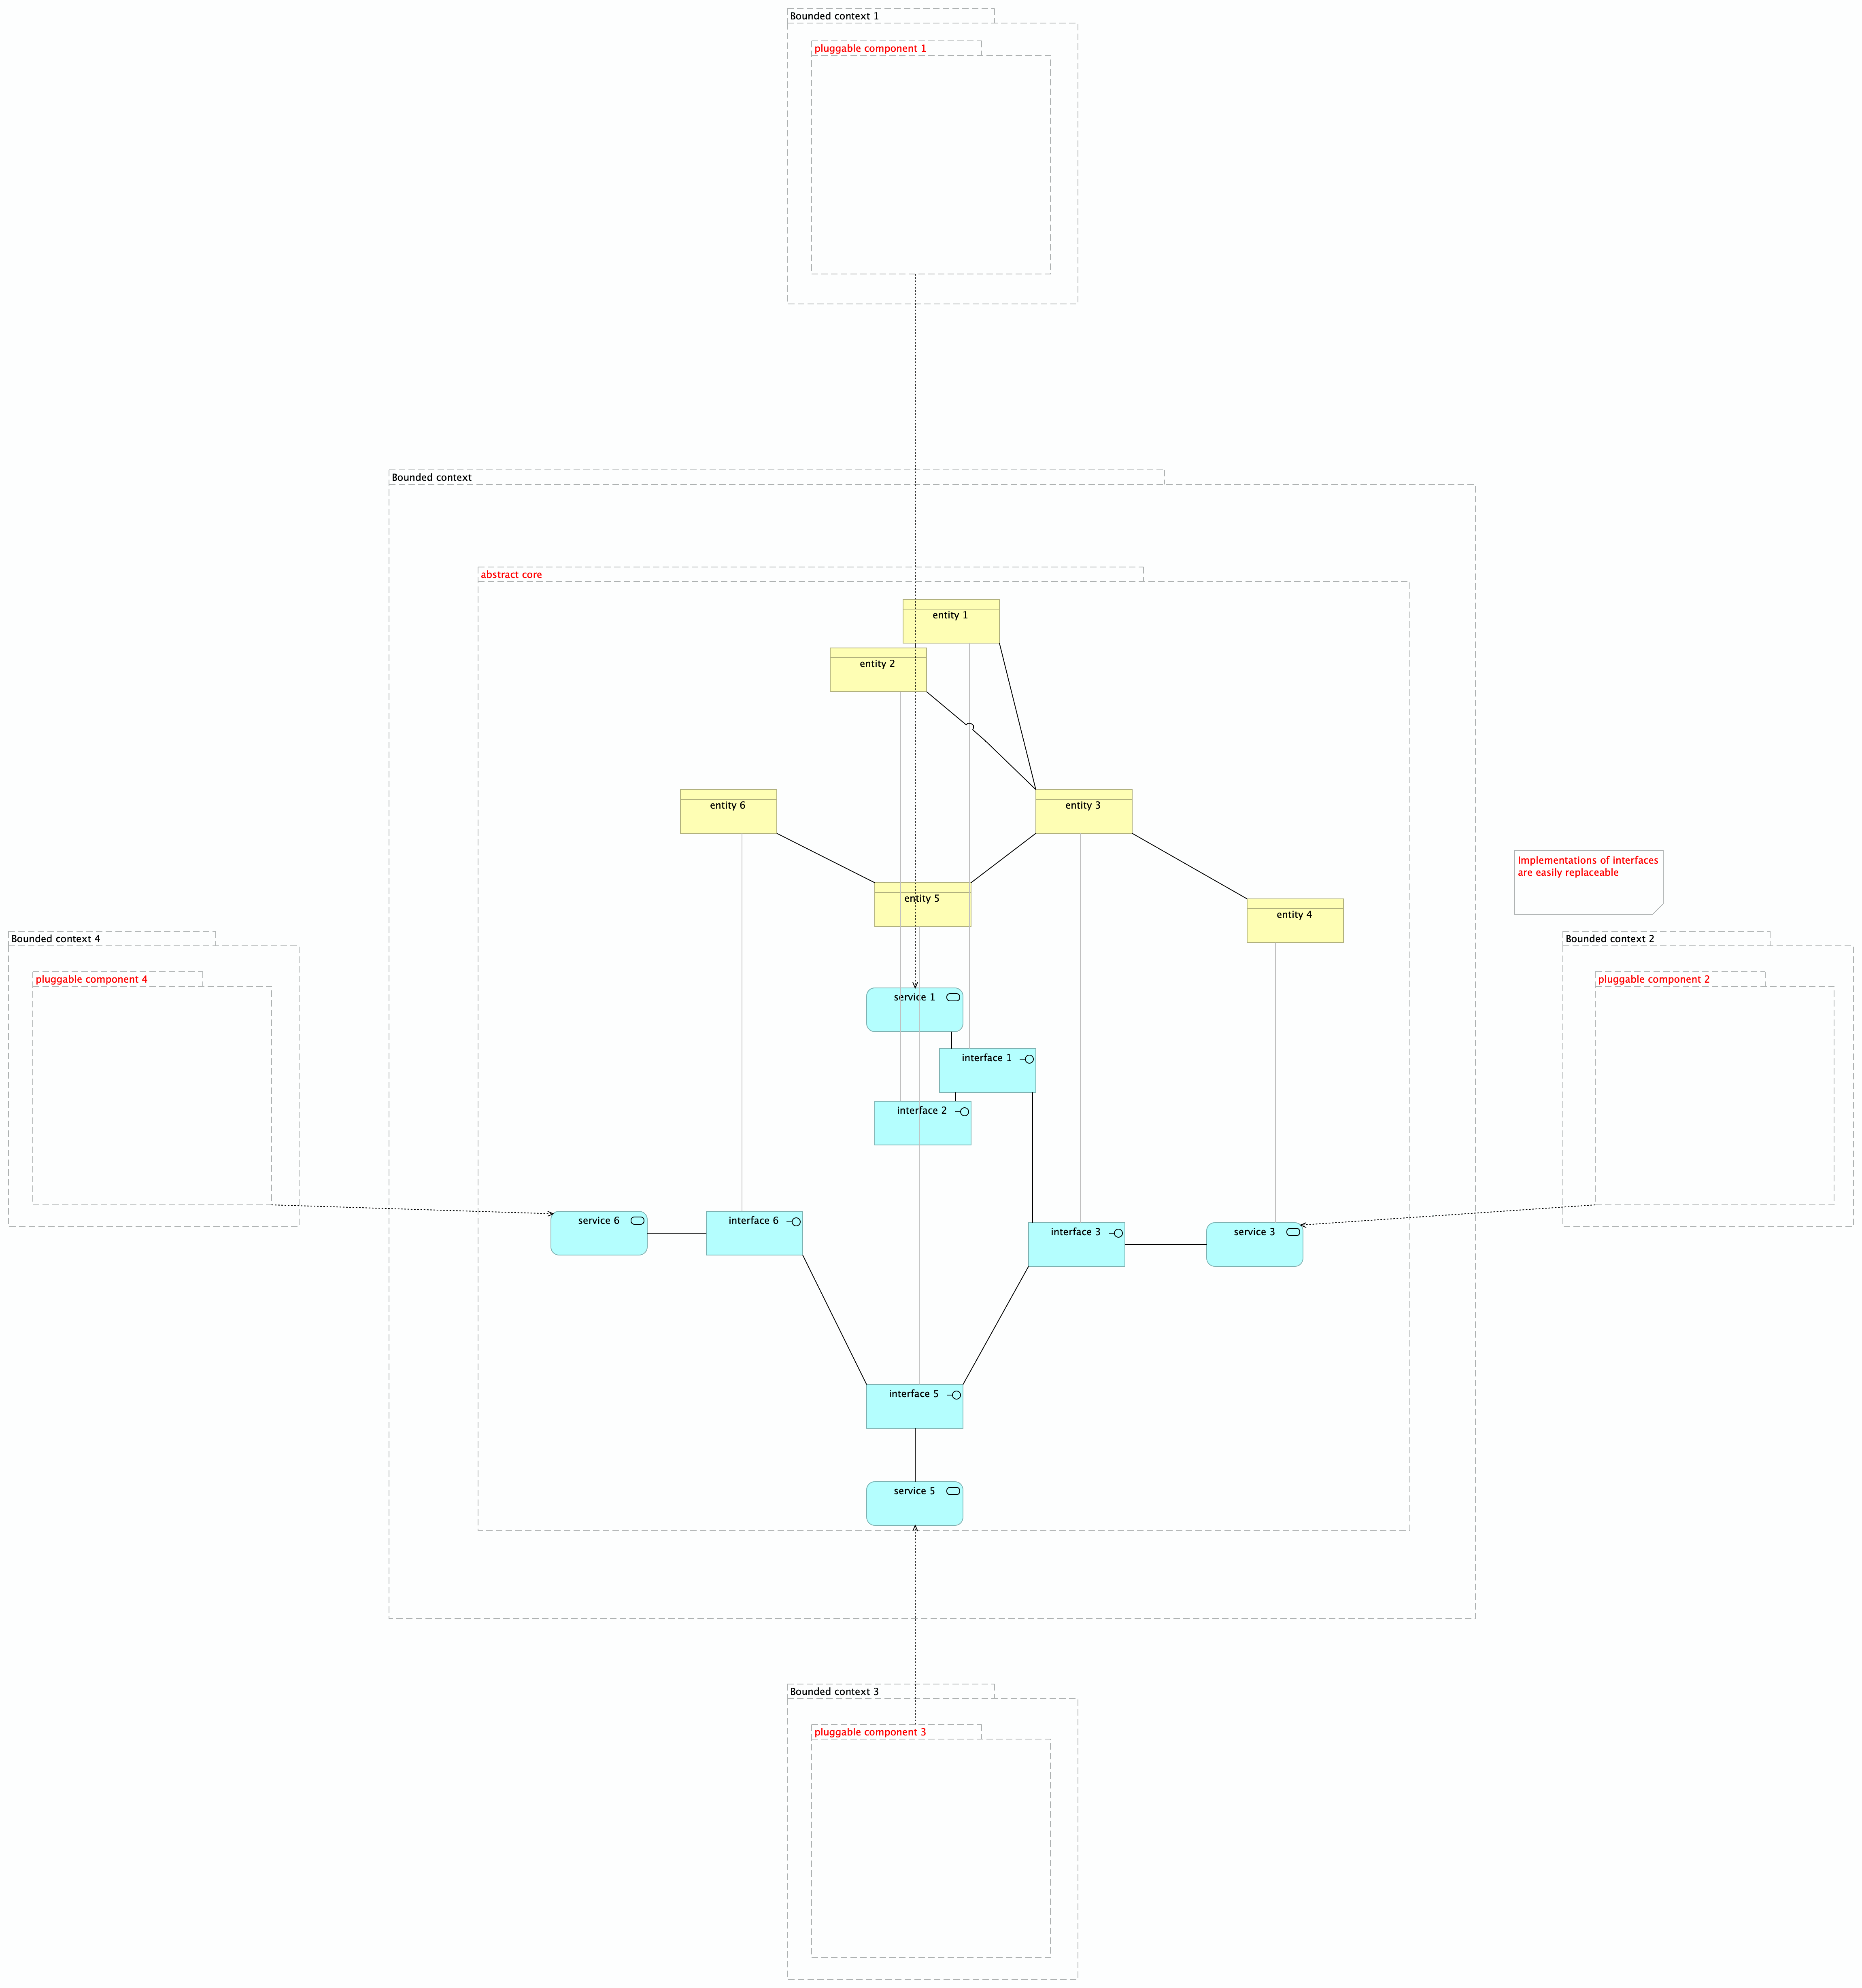 Bounded context 1
pluggable component 1
Bounded context
abstract core
entity 1
entity 2
entity 6
entity 3
Implementations of interfaces
are easily replaceable
entity 5
entity 4
Bounded context 4
Bounded context 2
pluggable component 4
pluggable component 2
service 1
interface 1
interface 2
service 6
interface 6
interface 3
service 3
interface 5
service 5
Bounded context 3
pluggable component 3